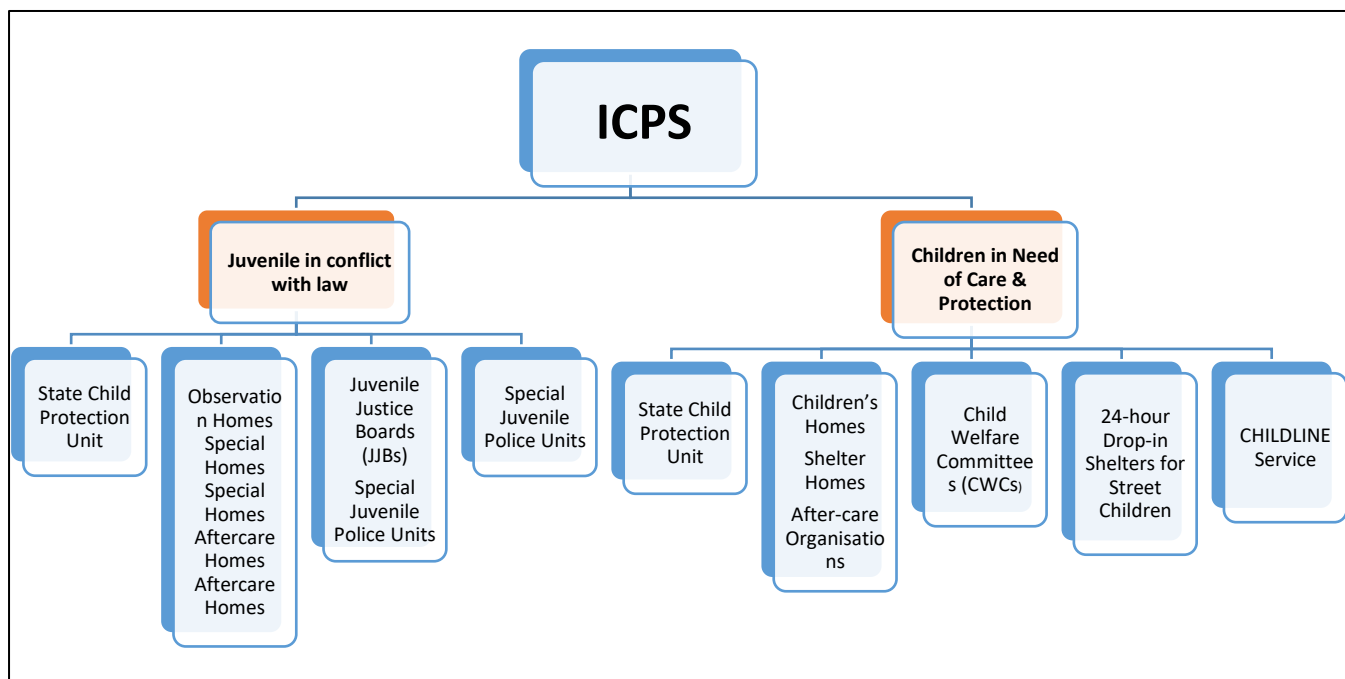 ICPS
Juvenile in conflict
with law
Children in Need
of Care &
Protection
State Child
Protection
Unit
Observatio
n Homes
Special
Homes
Special
Homes
Aftercare
Homes
Aftercare
Homes
Juvenile
Justice
Boards
(JJBs)
Special
Juvenile
Police Units
Special
Juvenile
Police Units
State Child
Protection
Unit
Children’s
Homes
Shelter
Homes
After-care
Organisatio
ns
Child
Welfare
Committee
s (CWCs)
24-hour
Drop-in
Shelters for
Street
Children
CHILDLINE
Service